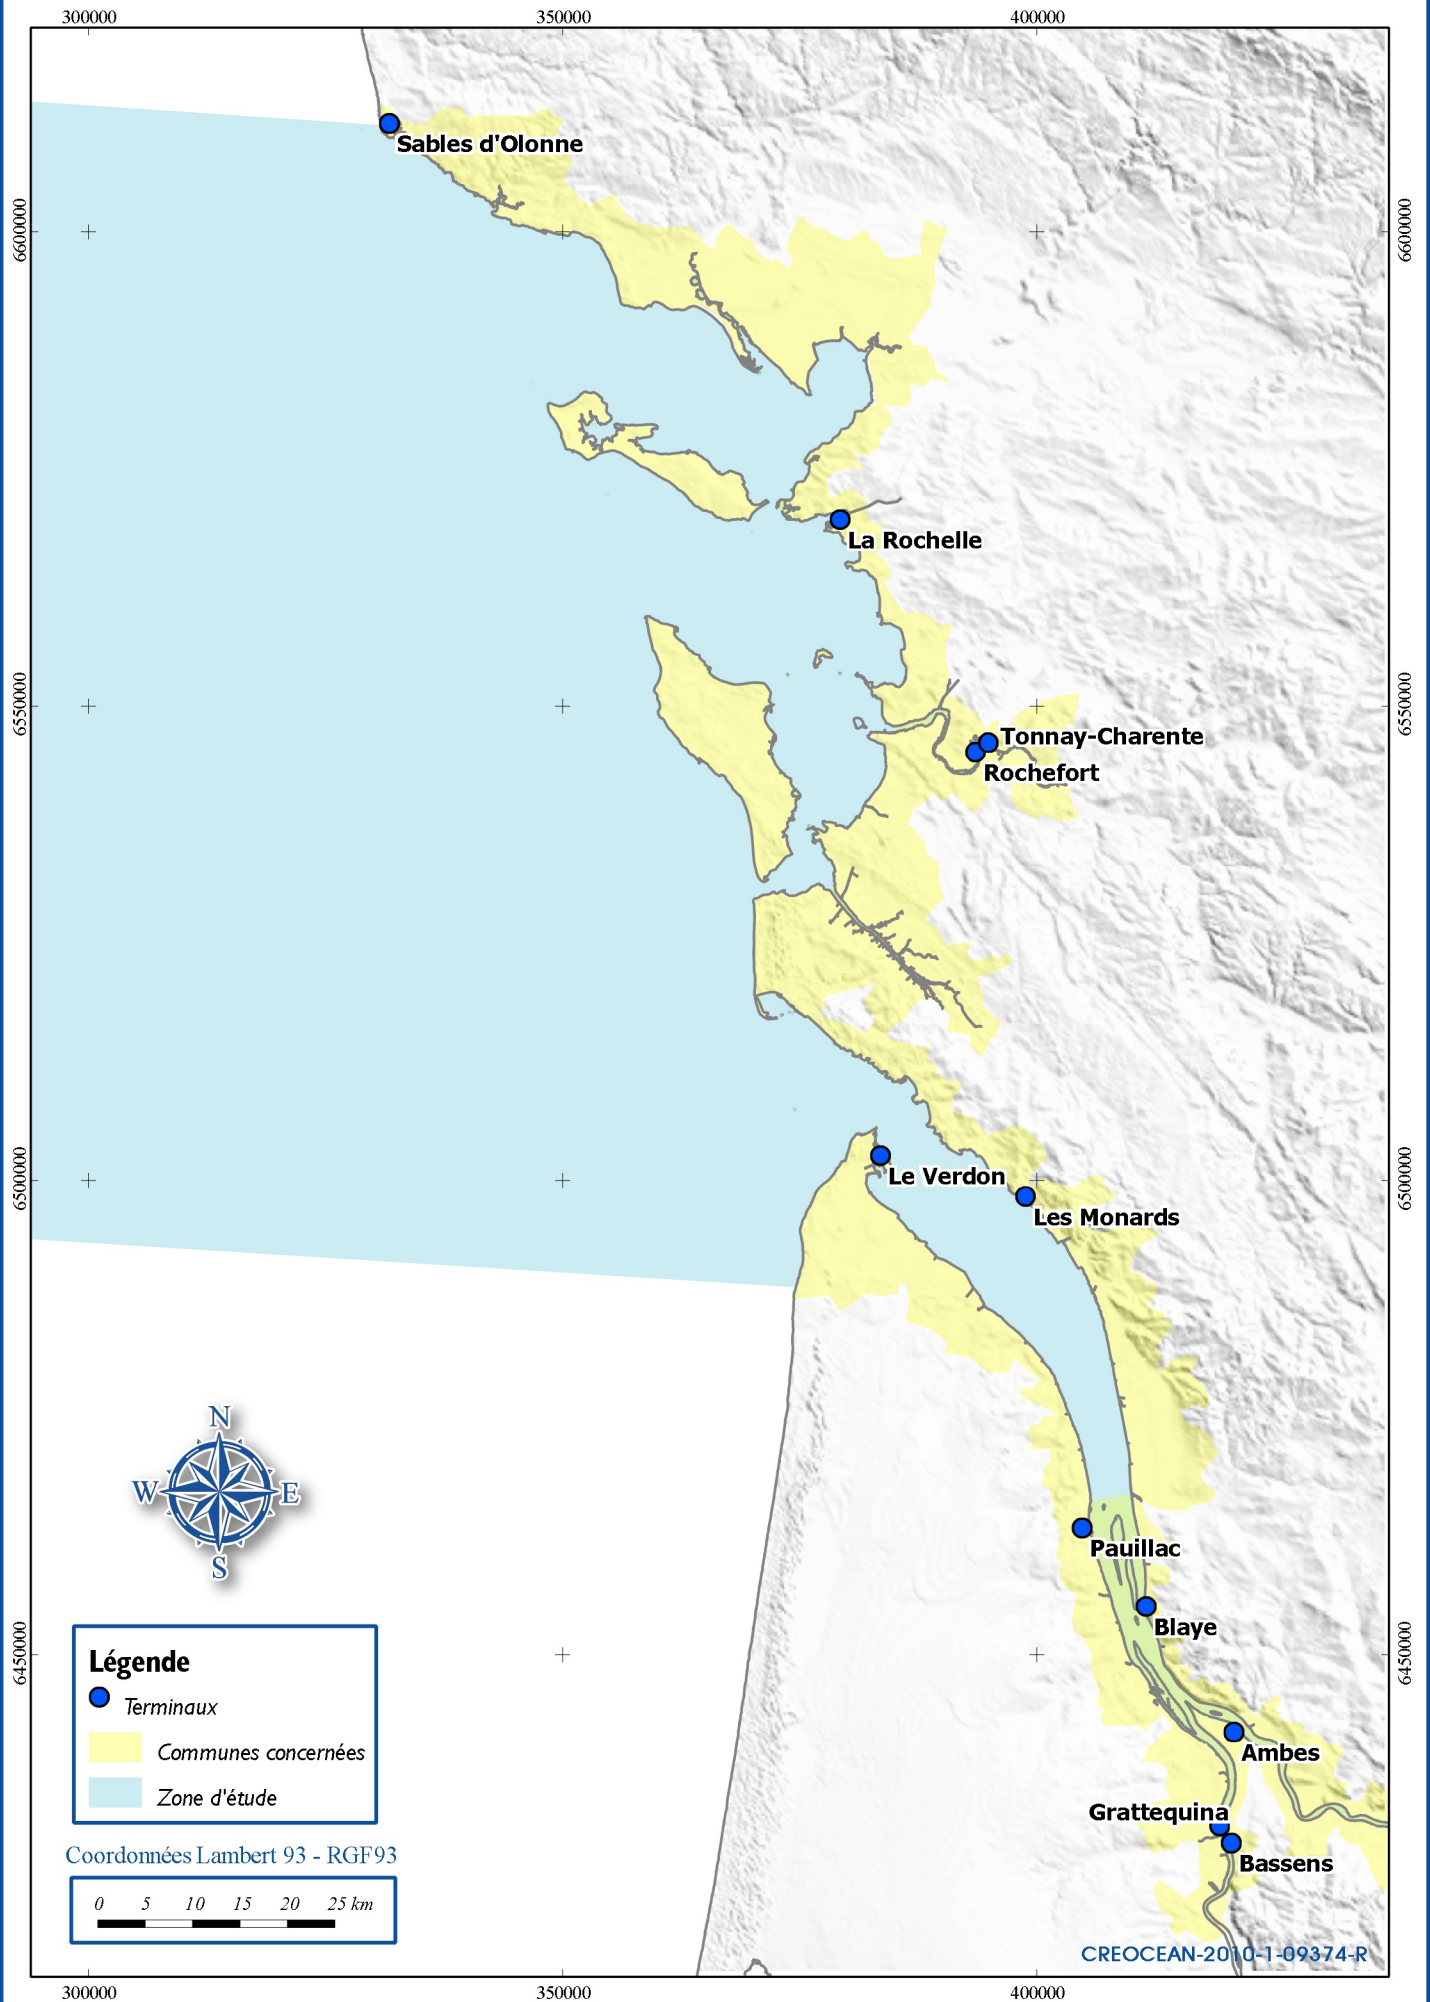 300000 350000 400000
Sables d'Olonne
6600000 6600000
La Rochelle
6550000 6550000
Tonnay-Charente
Rochefort
6500000 6500000
Le Verdon
Les Monards
N
W E
S
Pauillac
Blaye
6450000 6450000
Légende
Terminaux
Communes concernées
Zone d'étude
Ambes
Grattequina
Bassens
Coordonnées Lambert 93 - RGF93
0 5 10 15 20 25 km
CREOCEAN-2010-1-09374-R
300000 350000 400000